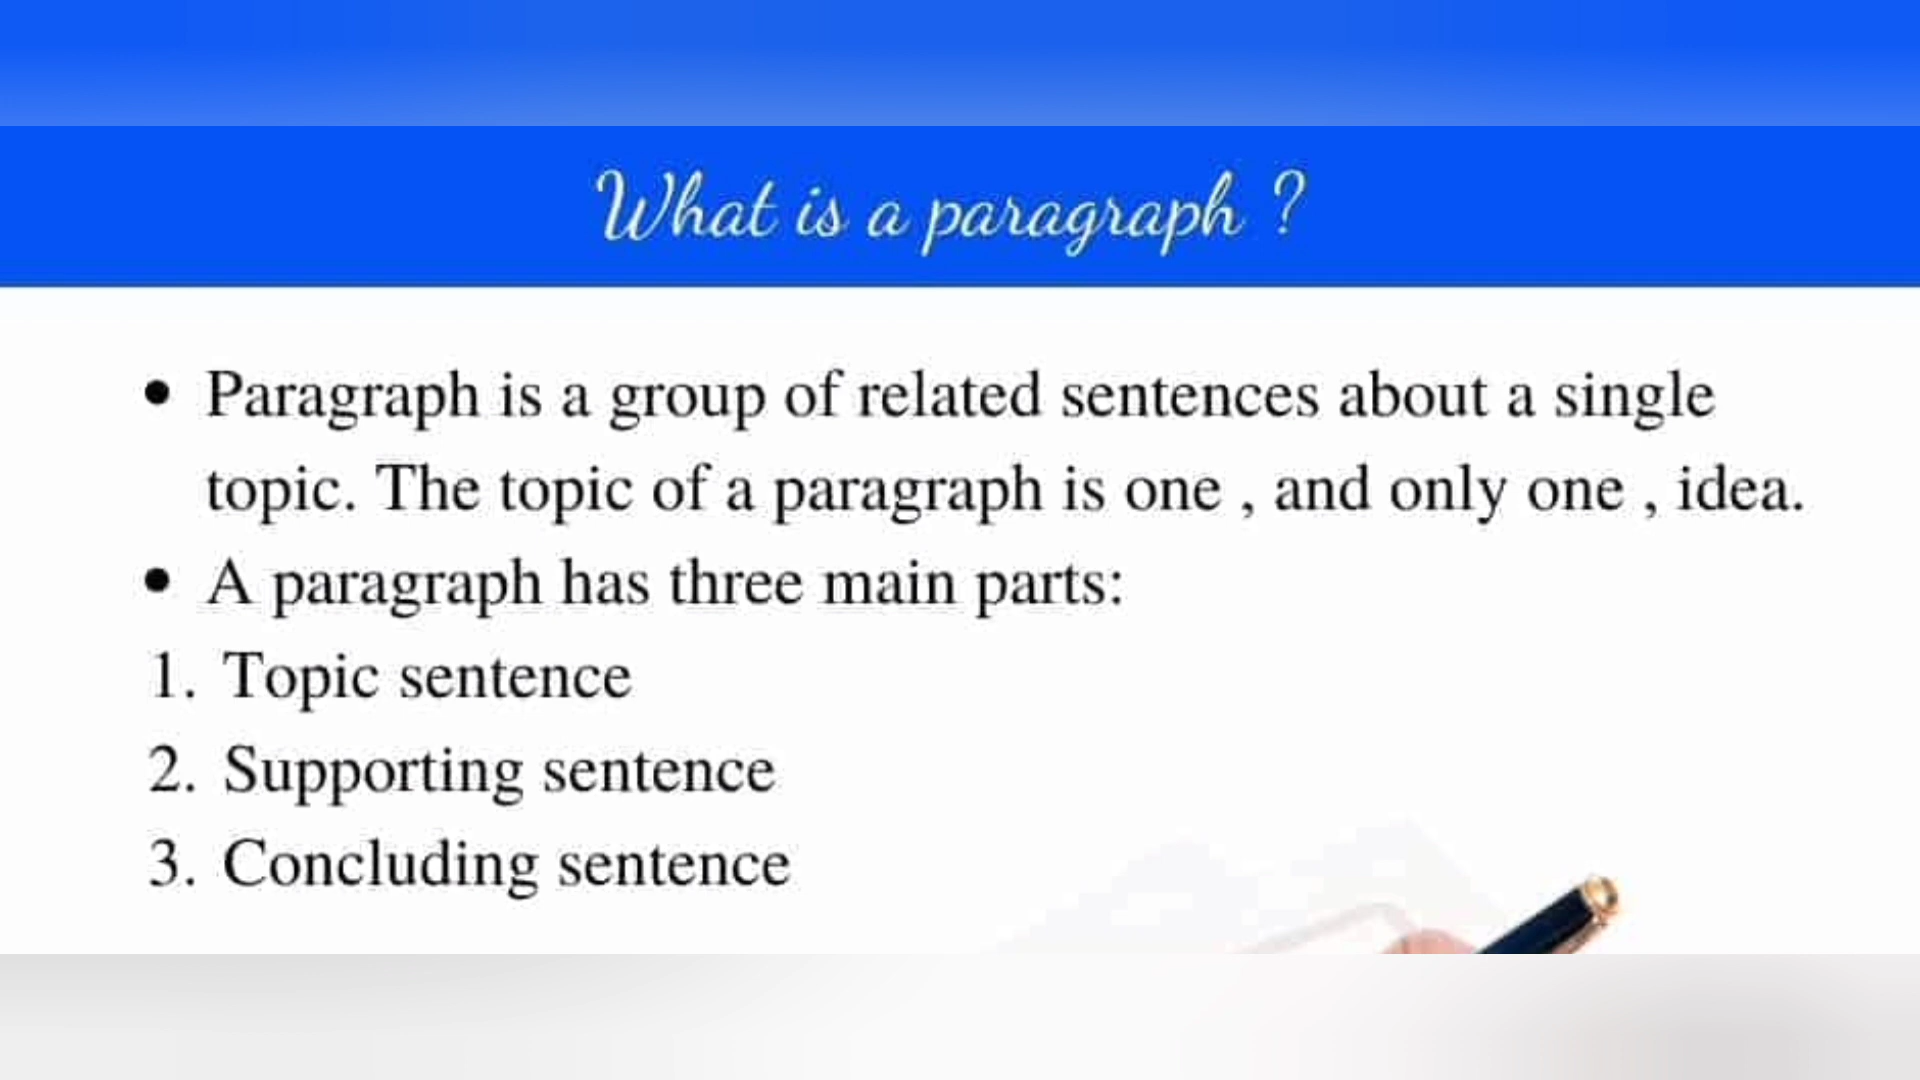 What is a paragraph ?
• Paragraph is a group of related sentences about a single
topic. The topic of a paragraph is one , and only one , idea.
• A paragraph has three main parts:
1. Topic sentence
2. Supporting sentence
3. Concluding sentence